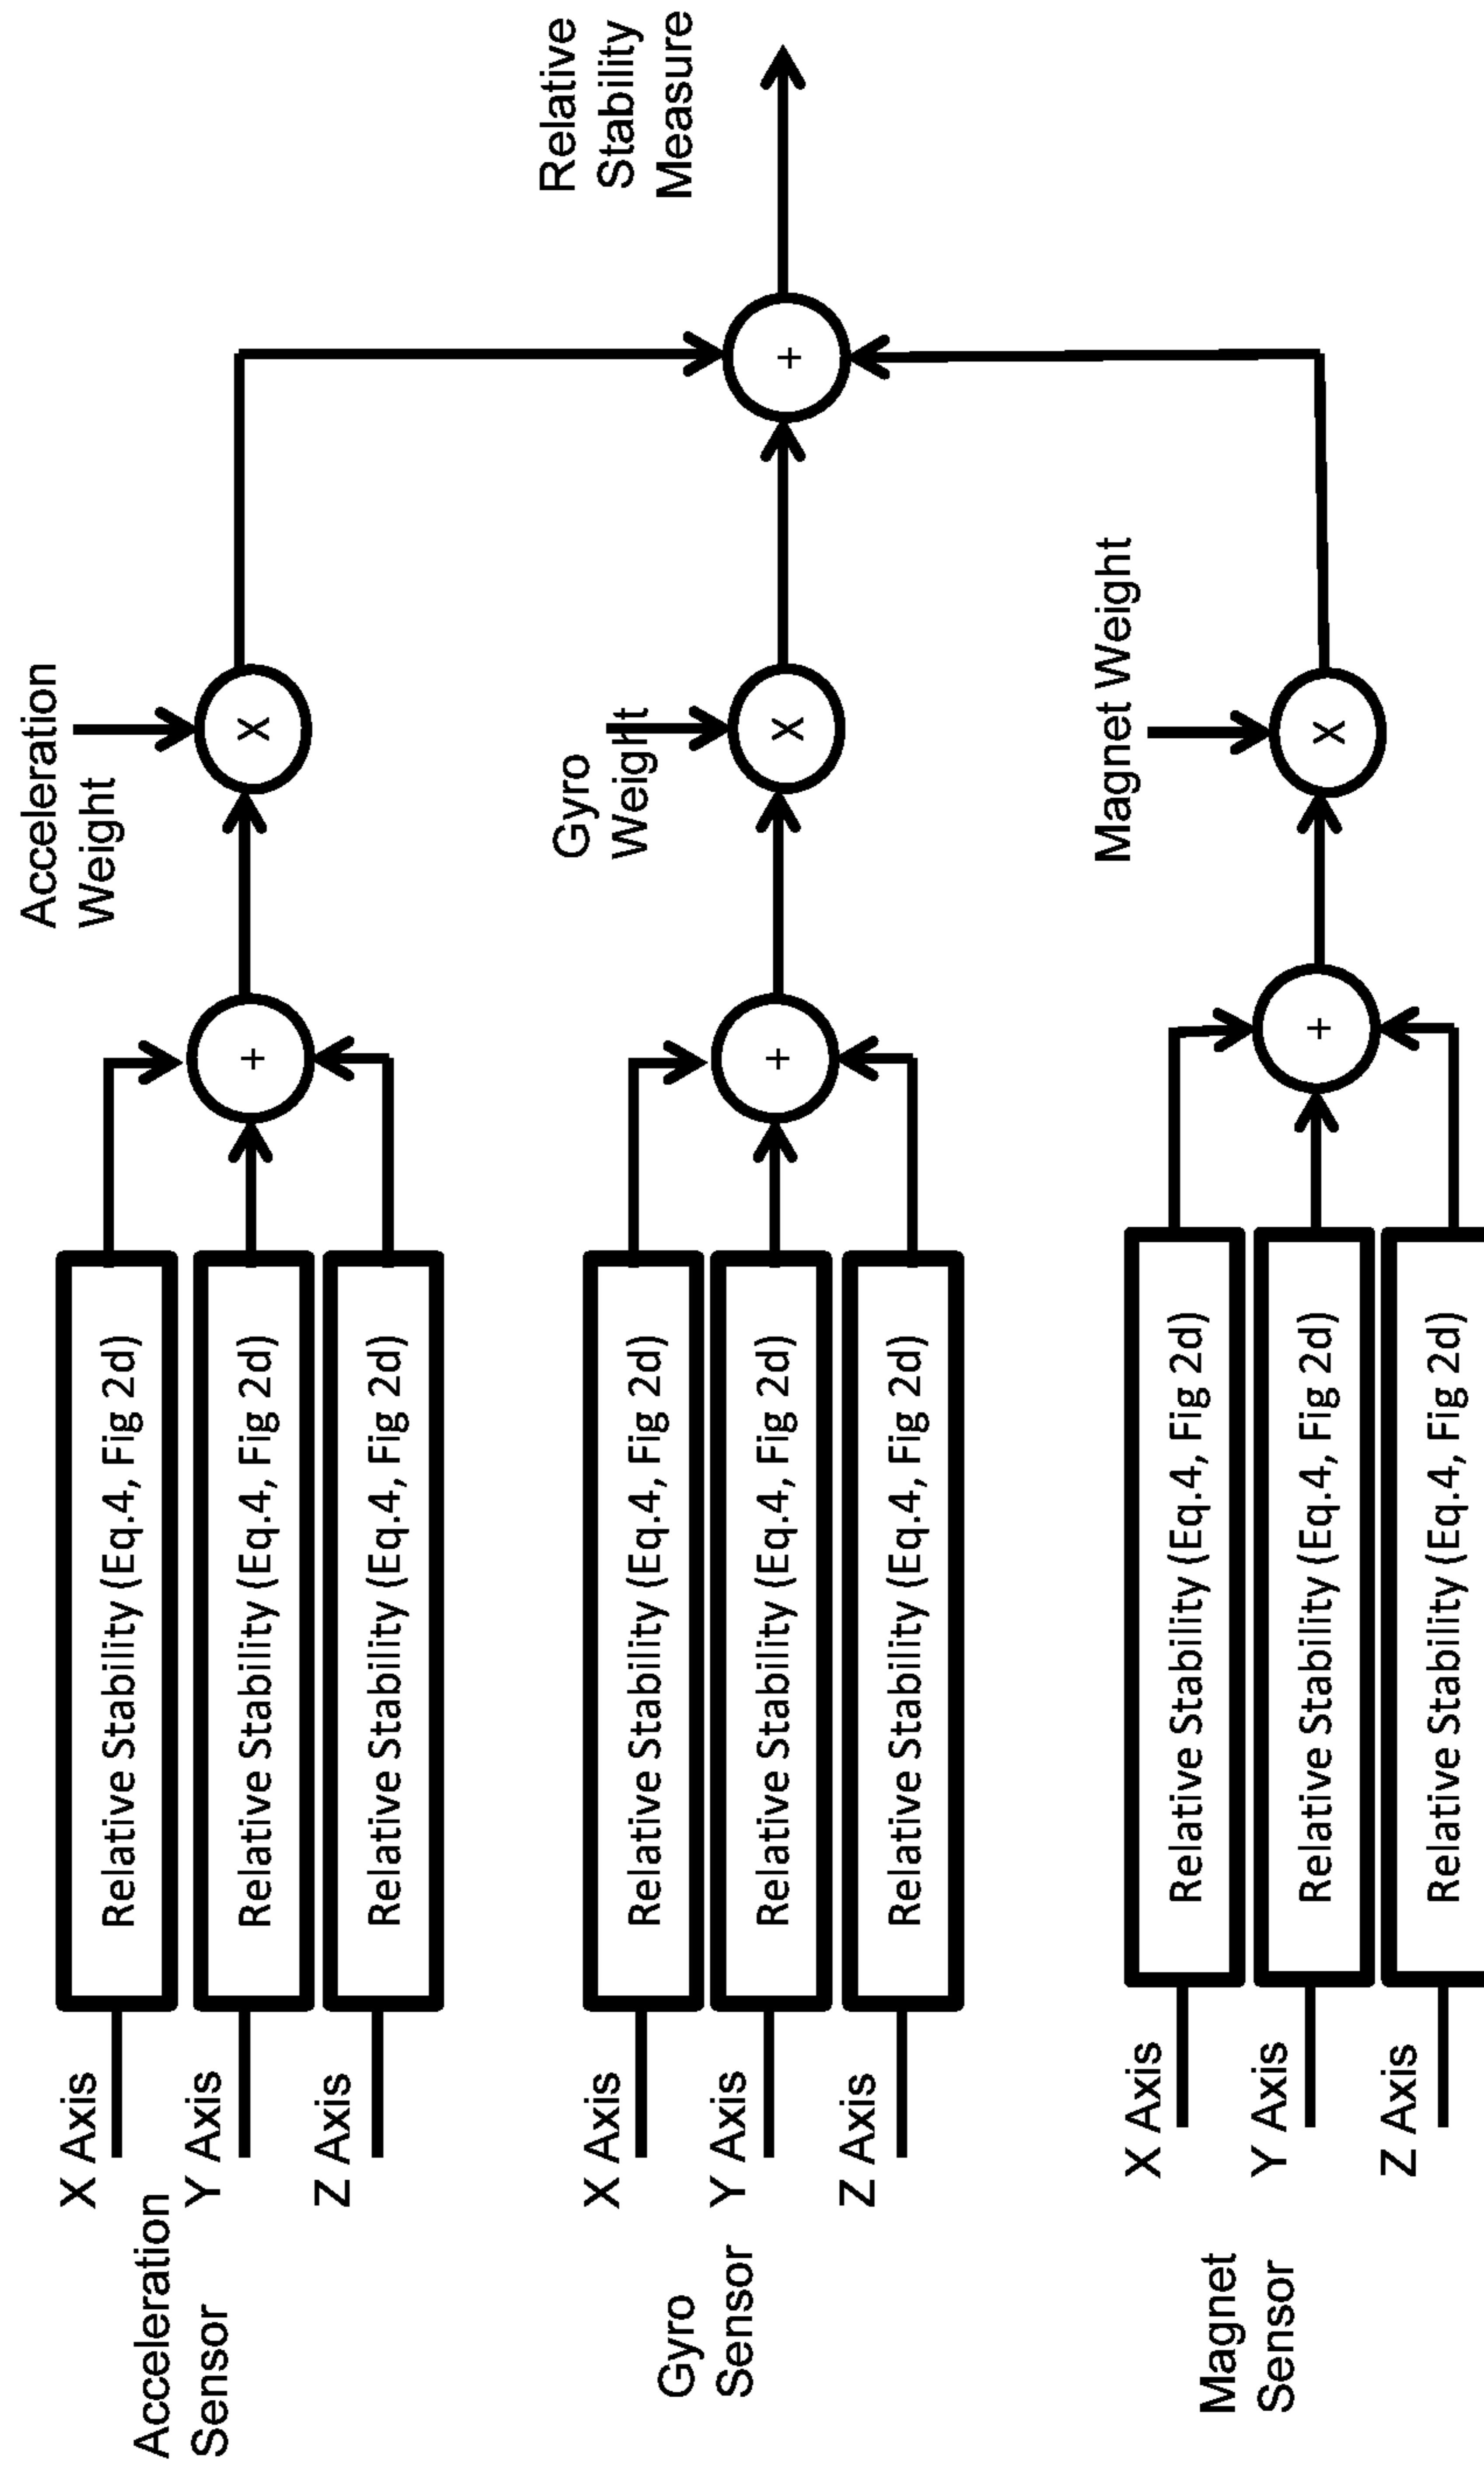 Acceleration
Sensor
X Axis
Y Axis
Z Axis
Relative Stability (Eq.4, Fig 2d)
Relative Stability (Eq.4, Fig 2d)
Relative Stability (Eq.4, Fig 2d)
+
Acceleration
Weight
X
Gyro
Sensor
X Axis
Y Axis
Z Axis
Relative Stability (Eq.4, Fig 2d)
Relative Stability (Eq.4, Fig 2d)
Relative Stability (Eq.4, Fig 2d)
+
Gyro
Weight
X
+
Relative
Stability
Measure
Magnet
Sensor
X Axis
Y Axis
Z Axis
Relative Stability (Eq.4, Fig 2d)
Relative Stability (Eq.4, Fig 2d)
Relative Stability (Eq.4, Fig 2d)
+
Magnet Weight
X